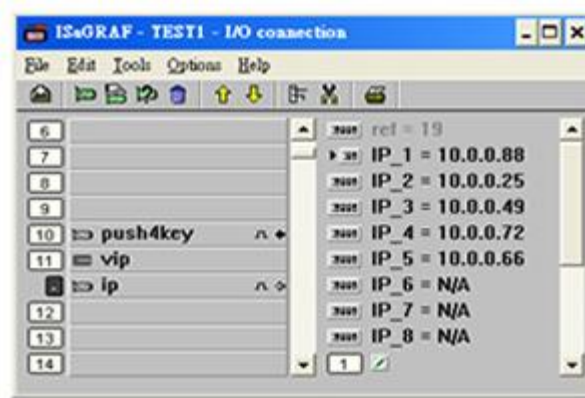 ISaGRAF - TEST1 - I/O connection
File Edit Tools Options Help
6
7
8
9
10 push4key
11 vip
ip
12
13
14
ref = 19
IP_1 = 10.0.0.88
IP_2 = 10.0.0.25
IP_3 = 10.0.0.49
IP_4 = 10.0.0.72
IP_5 = 10.0.0.66
IP_6 = N/A
IP_7 = N/A
IP_8 = N/A
1